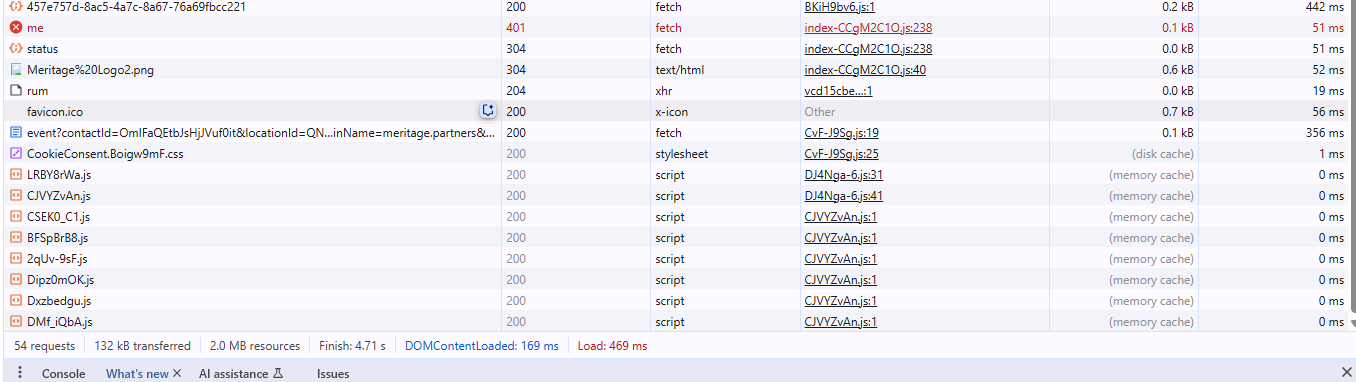 457e757d-8ac5-4a7c-8a67-76a69fbcc221 200 fetch BKiH9bv6.js:1 0.2 kB 442 ms
me 401 fetch index-CCgM2C1O.js:238 0.1 kB 51 ms
status 304 fetch index-CCgM2C1O.js:238 0.0 kB 51 ms
Meritage%20Logo2.png 304 text/html index-CCgM2C1O.js:40 0.6 kB 52 ms
rum 204 xhr vcd15cbe...:1 0.0 kB 19 ms
favicon.ico 200 x-icon Other 0.7 kB 56 ms
event?contactId=OmIFaQEtbJsHjJVuf0it&locationId=QN...inName=meritage.partners&... 200 fetch CvF-J9Sg.js:19 0.1 kB 356 ms
CookieConsent.Boigw9mF.css 200 stylesheet CvF-J9Sg.js:25 (disk cache) 1 ms
LRBY8rWa.js 200 script DJ4Nga-6.js:31 (memory cache) 0 ms
CJVYZvAn.js 200 script DJ4Nga-6.js:41 (memory cache) 0 ms
CSEK0_C1.js 200 script CJVYZvAn.js:1 (memory cache) 0 ms
BFSpBrB8.js 200 script CJVYZvAn.js:1 (memory cache) 0 ms
2qUv-9sF.js 200 script CJVYZvAn.js:1 (memory cache) 0 ms
Dipz0mOK.js 200 script CJVYZvAn.js:1 (memory cache) 0 ms
Dxzbedgu.js 200 script CJVYZvAn.js:1 (memory cache) 0 ms
DMf_iQbA.js 200 script CJVYZvAn.js:1 (memory cache) 0 ms
54 requests 132 kB transferred 2.0 MB resources Finish: 4.71 s DOMContentLoaded: 169 ms Load: 469 ms
Console What's new AI assistance Issues